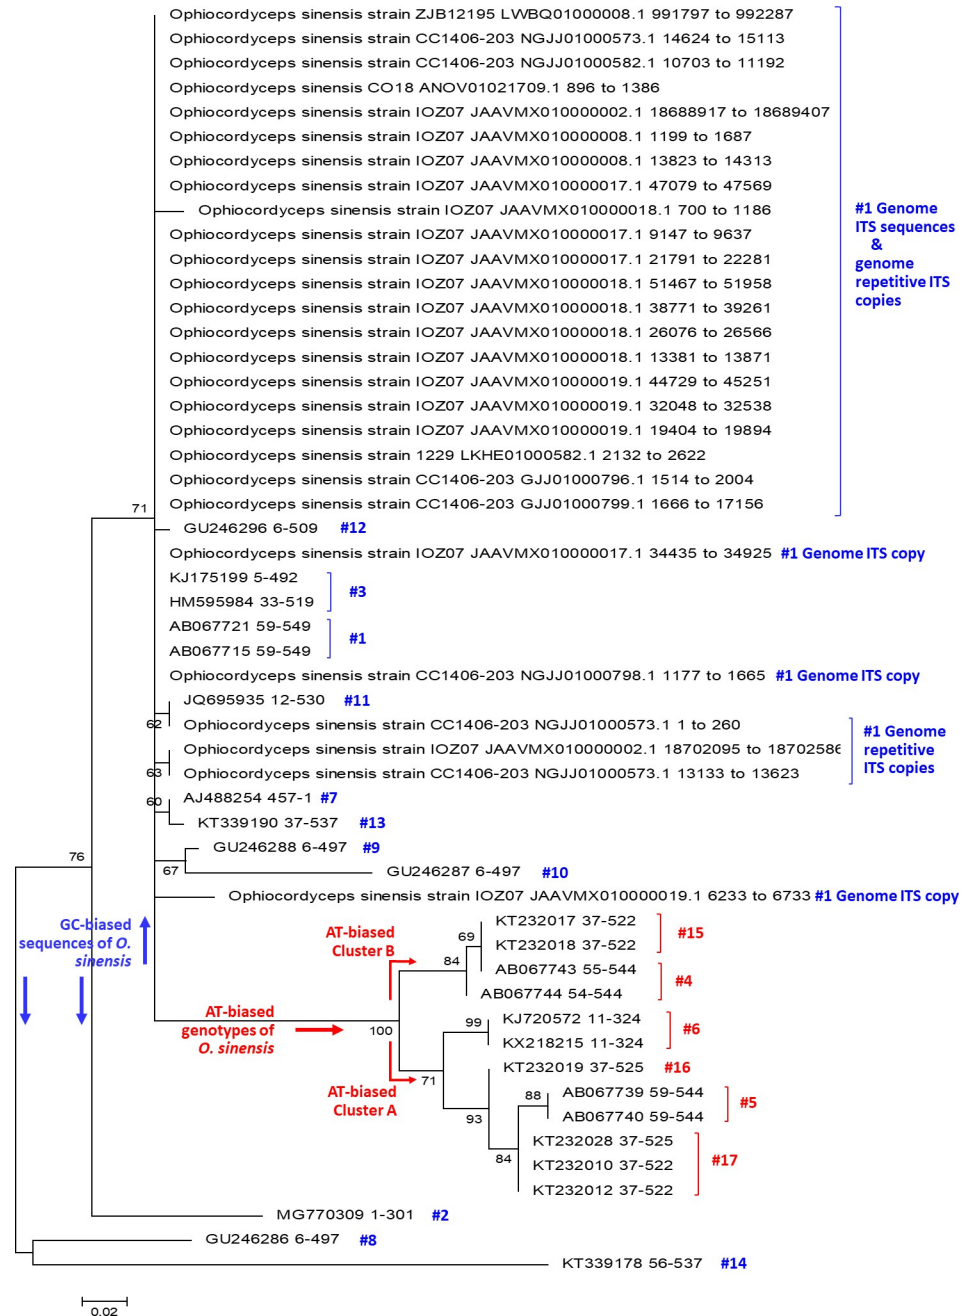 Ophiocordyceps sinensis strain ZJB12195 LWBQ01000008.1 991797 to 992287
Ophiocordyceps sinensis strain CC1406-203 NGJJ01000573.1 14624 to 15113
Ophiocordyceps sinensis strain CC1406-203 NGJJ01000582.1 10703 to 11192
Ophiocordyceps sinensis CO18 ANOV01021709.1 896 to 1386
Ophiocordyceps sinensis strain IOZ07 JAAVMX010000002.1 18688917 to 18689407
Ophiocordyceps sinensis strain IOZ07 JAAVMX010000008.1 1199 to 1687
Ophiocordyceps sinensis strain IOZ07 JAAVMX010000008.1 13823 to 14313
Ophiocordyceps sinensis strain IOZ07 JAAVMX010000017.1 47079 to 47569
Ophiocordyceps sinensis strain IOZ07 JAAVMX010000018.1 700 to 1186
Ophiocordyceps sinensis strain IOZ07 JAAVMX010000017.1 9147 to 9637
Ophiocordyceps sinensis strain IOZ07 JAAVMX010000017.1 21791 to 22281
Ophiocordyceps sinensis strain IOZ07 JAAVMX010000018.1 51467 to 51958
Ophiocordyceps sinensis strain IOZ07 JAAVMX010000018.1 38771 to 39261
Ophiocordyceps sinensis strain IOZ07 JAAVMX010000018.1 26076 to 26566
Ophiocordyceps sinensis strain IOZ07 JAAVMX010000018.1 13381 to 13871
Ophiocordyceps sinensis strain IOZ07 JAAVMX010000019.1 44729 to 45251
Ophiocordyceps sinensis strain IOZ07 JAAVMX010000019.1 32048 to 32538
Ophiocordyceps sinensis strain IOZ07 JAAVMX010000019.1 19404 to 19894
Ophiocordyceps sinensis strain 1229 LKHE01000582.1 2132 to 2622
Ophiocordyceps sinensis strain CC1406-203 GJJ01000796.1 1514 to 2004
Ophiocordyceps sinensis strain CC1406-203 GJJ01000799.1 1666 to 17156
#1 Genome
ITS sequences
&
genome
repetitive ITS
copies
71
GU246296 6-509 #12
Ophiocordyceps sinensis strain IOZ07 JAAVMX010000017.1 34435 to 34925 #1 Genome ITS copy
KJ175199 5-492
HM595984 33-519
#3
AB067721 59-549
AB067715 59-549
#1
Ophiocordyceps sinensis strain CC1406-203 NGJJ01000798.1 1177 to 1665 #1 Genome ITS copy
JQ695935 12-530 #11
62
Ophiocordyceps sinensis strain CC1406-203 NGJJ01000573.1 1 to 260
Ophiocordyceps sinensis strain IOZ07 JAAVMX010000002.1 18702095 to 18702586
63
Ophiocordyceps sinensis strain CC1406-203 NGJJ01000573.1 13133 to 13623
#1 Genome
repetitive
ITS copies
60
AJ488254 457-1 #7
KT339190 37-537 #13
GU246288 6-497 #9
67
GU246287 6-497 #10
76
Ophiocordyceps sinensis strain IOZ07 JAAVMX010000019.1 6233 to 6733 #1 Genome ITS copy
GC-biased
sequences of O.
sinensis
AT-biased
Cluster B
69
KT232017 37-522
KT232018 37-522
#15
84
AB067743 55-544
AB067744 54-544
#4
AT-biased
genotypes of
O. sinensis
100
99
KJ720572 11-324
KX218215 11-324
#6
KT232019 37-525 #16
71
AT-biased
Cluster A
88
AB067739 59-544
AB067740 59-544
#5
93
84
KT232028 37-525
KT232010 37-522
KT232012 37-522
#17
MG770309 1-301 #2
GU246286 6-497 #8
KT339178 56-537 #14
0.02